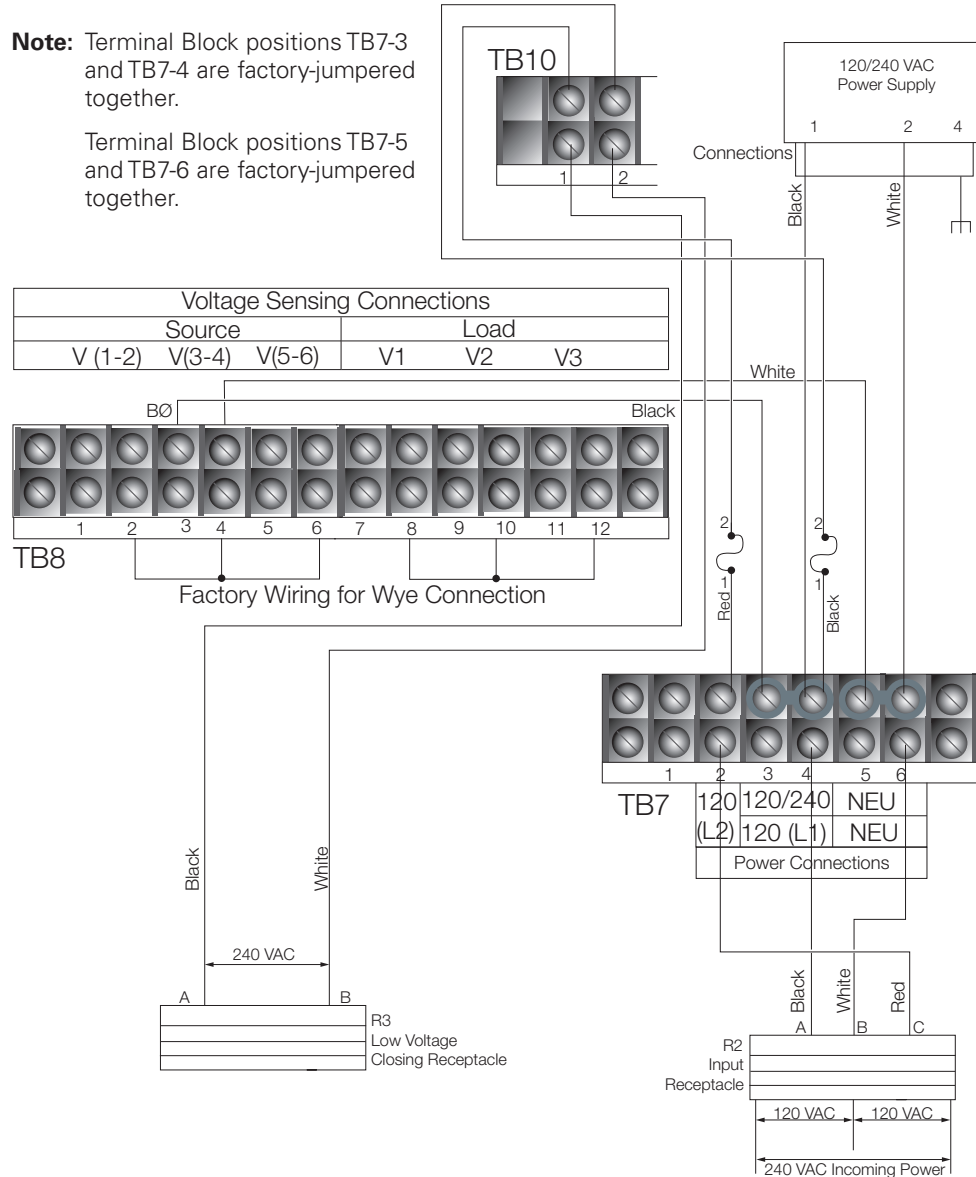 Note: Terminal Block positions TB7-3
and TB7-4 are factory-jumpered
together.
Terminal Block positions TB7-5
and TB7-6 are factory-jumpered
together.
TB10
1 2
120/240 VAC
Power Supply
1 2 4
Connections
Black
White
Voltage Sensing Connections
Source Load
V (1-2) V(3-4) V(5-6) V1 V2 V3
White
BØ Black
1 2 3 4 5 6 7 8 9 10 11 12
TB8
Factory Wiring for Wye Connection
2 2
1 1
Red
Black
1 2 3 4 5 6
TB7
120 120/240 NEU
(L2) 120 (L1) NEU
Power Connections
Black
White
240 VAC
A B
R3
Low Voltage
Closing Receptacle
Black
White
Red
A B C
R2
Input
Receptacle
120 VAC 120 VAC
240 VAC Incoming Power